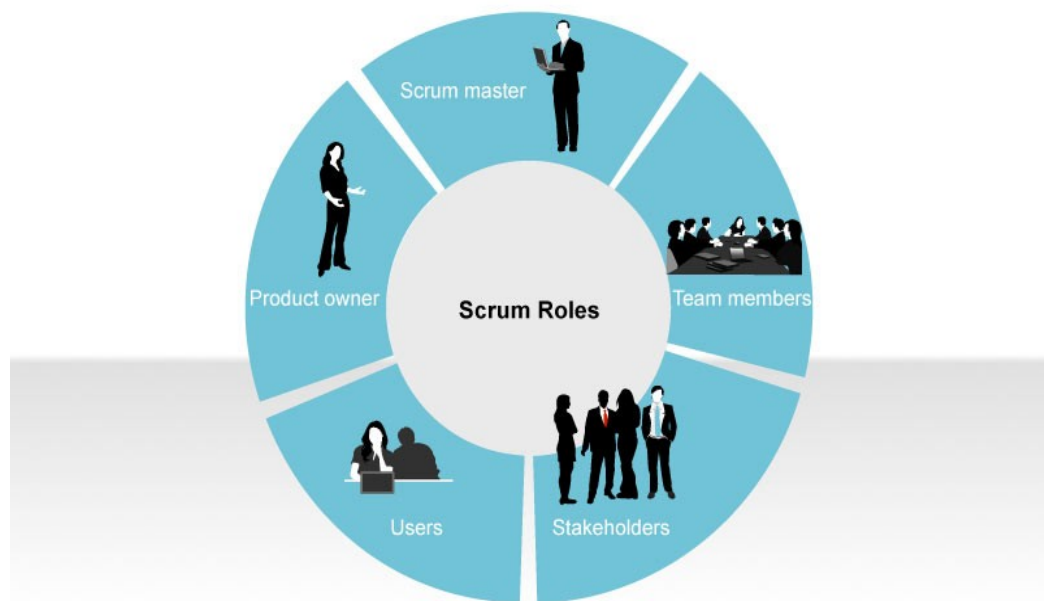 Scrum master
Product owner
Team members
Scrum Roles
Users
Stakeholders